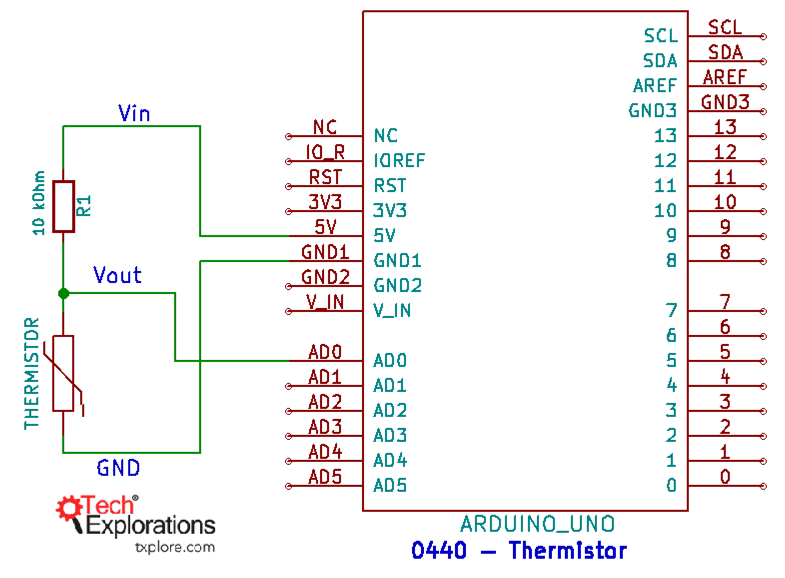 Vin
10 kOhm
R1
Vout
THERMISTOR
GND
NC
IO_R
RST
3V3
5V
GND1
GND2
V_IN
AD0
AD1
AD2
AD3
AD4
AD5
NC
IOREF
RST
3V3
5V
GND1
GND2
V_IN
AD0
AD1
AD2
AD3
AD4
AD5
SCL
SDA
AREF
GND3
13
12
11
10
9
8
7
6
5
4
3
2
1
0
SCL
SDA
AREF
GND3
13
12
11
10
9
8
7
6
5
4
3
2
1
0
ARDUINO_UNO
0440 – Thermistor
Tech®
Explorations
txplore.com